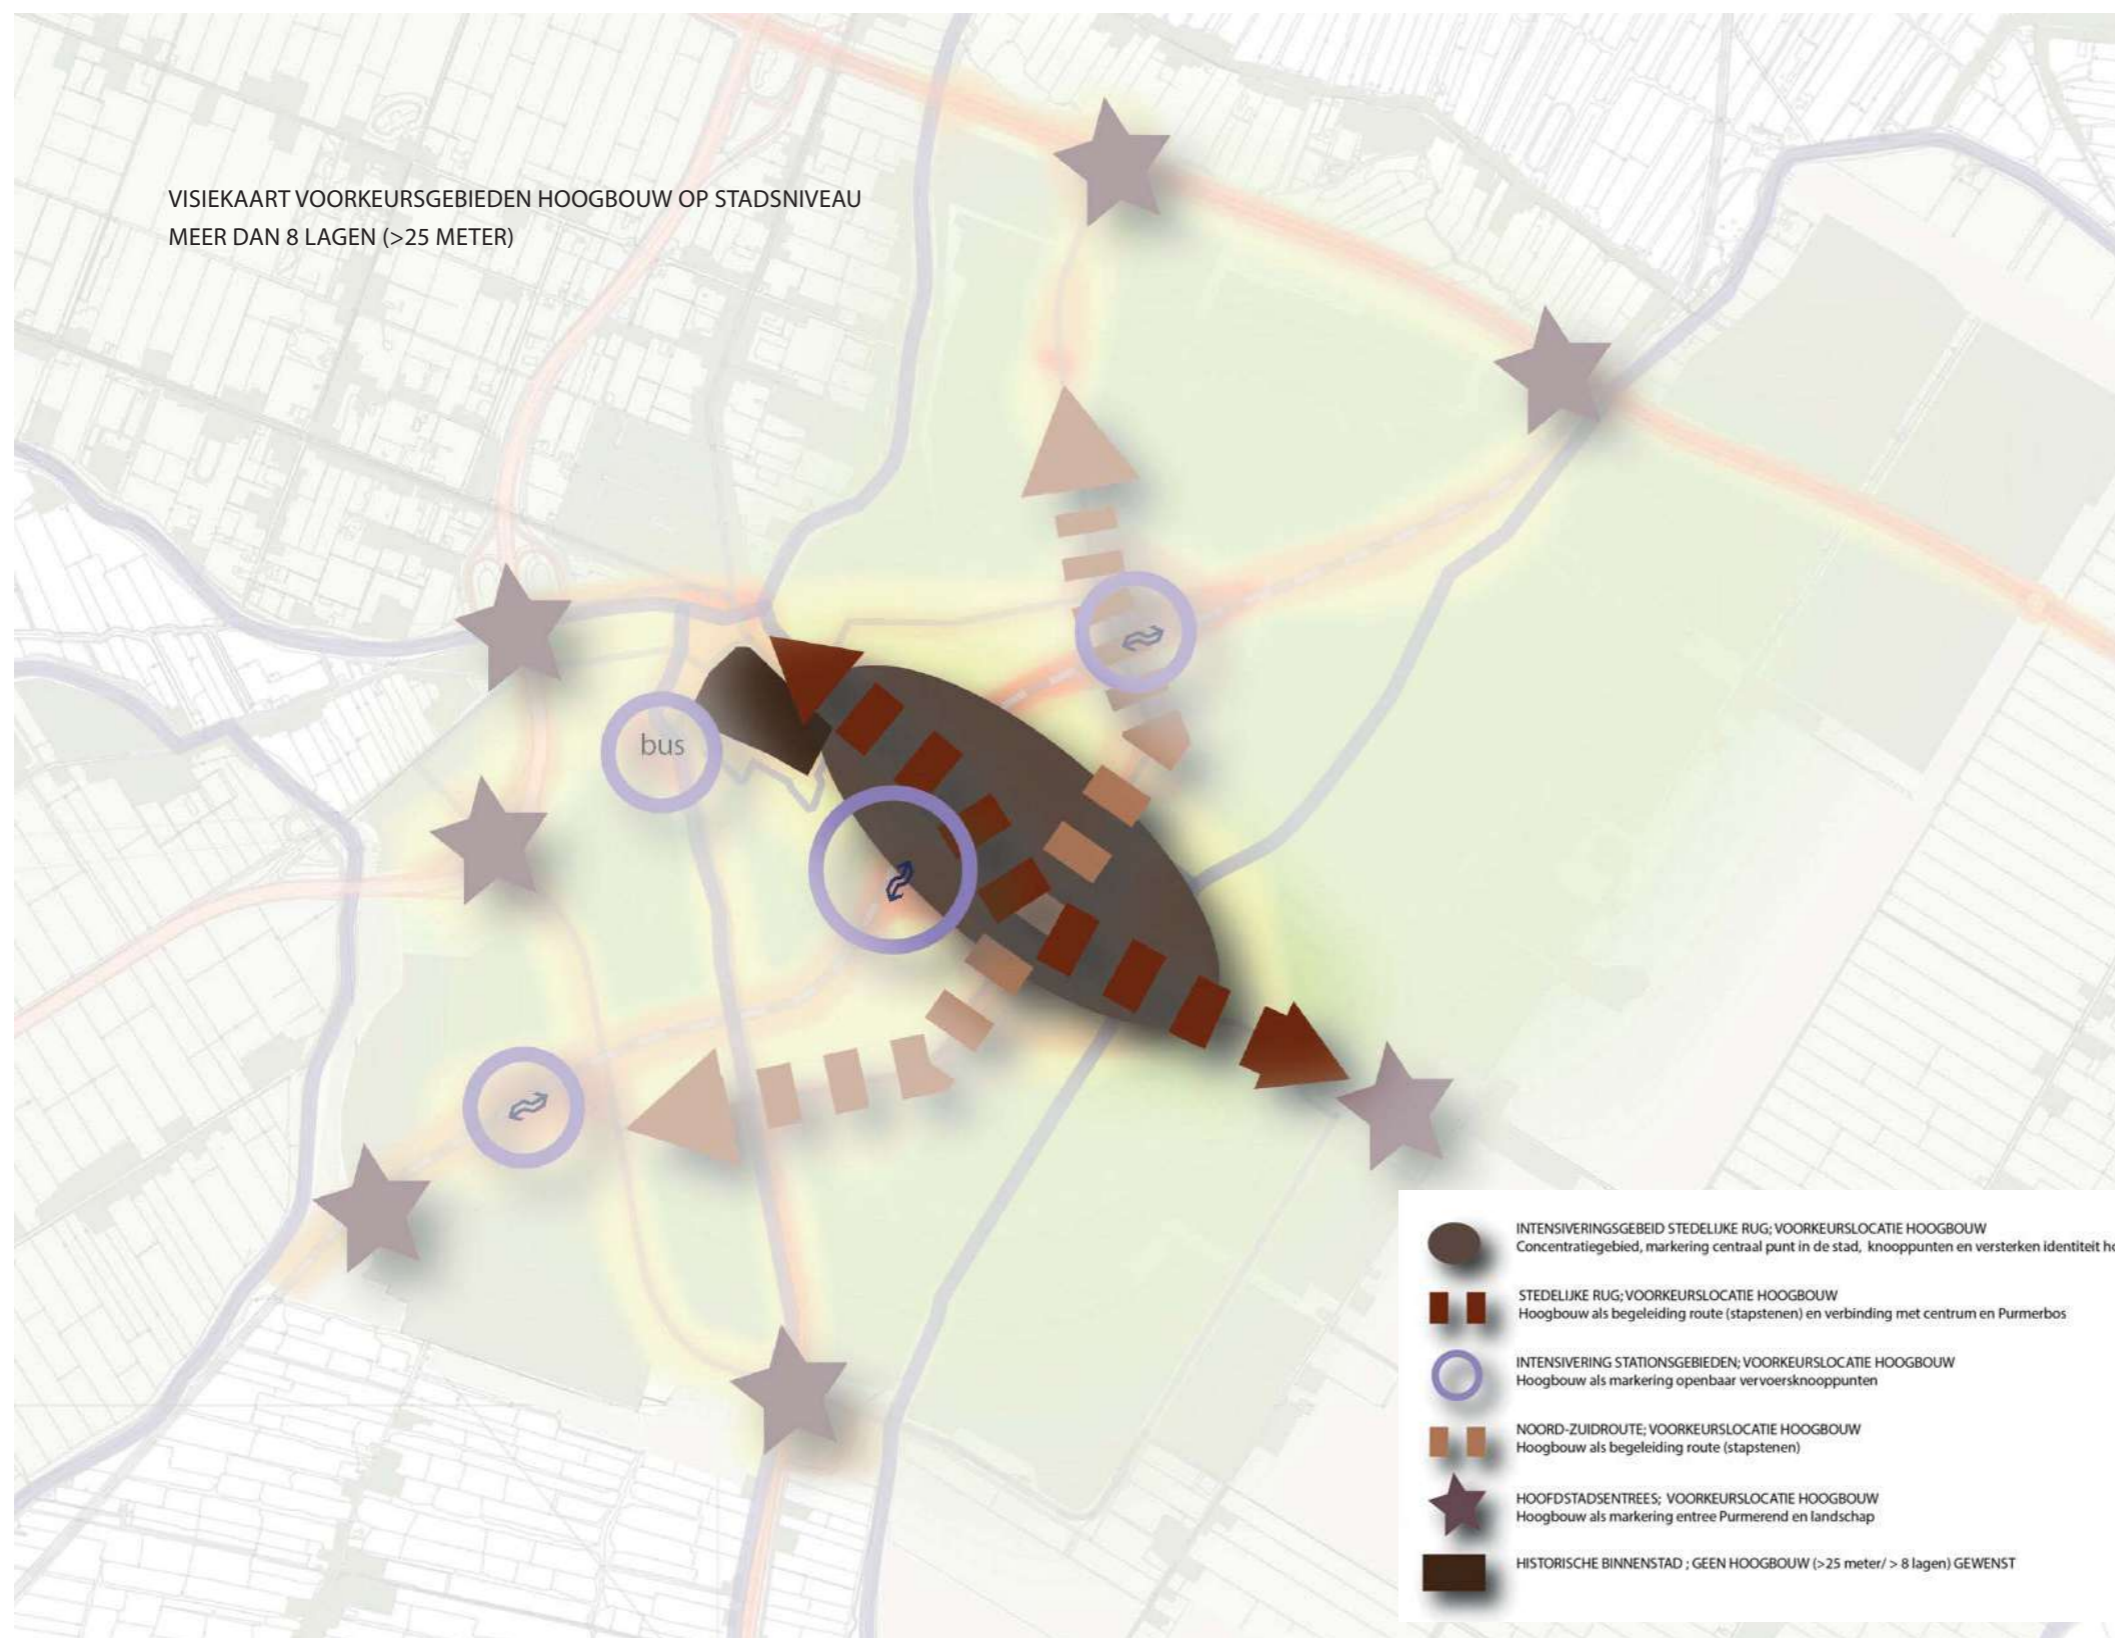 VISIEKAART VOORKEURSGEBIEDEN HOOGBOUW OP STADSNIVEAU
MEER DAN 8 LAGEN (>25 METER)
bus
INTENSIVERINGSGEBEID STEDELIJKE RUG; VOORKEURSLOCATIE HOOGBOUW
Concentratiegebied, markering centraal punt in de stad, knooppunten en versterken identiteit
STEDELIJKE RUG; VOORKEURSLOCATIE HOOGBOUW
Hoogbouw als begeleiding route (stapstenen) en verbinding met centrum en Purmerbos
INTENSIVERING STATIONSGEBIEDEN; VOORKEURSLOCATIE HOOGBOUW
Hoogbouw als markering openbaar vervoersknooppunten
NOORD-ZUIDROUTE; VOORKEURSLOCATIE HOOGBOUW
Hoogbouw als begeleiding route (stapstenen)
HOOFDSTADSENTREES; VOORKEURSLOCATIE HOOGBOUW
Hoogbouw als markering entree Purmerend en landschap
HISTORISCHE BINNENSTAD ; GEEN HOOGBOUW (>25 meter/ > 8 lagen) GEWENST